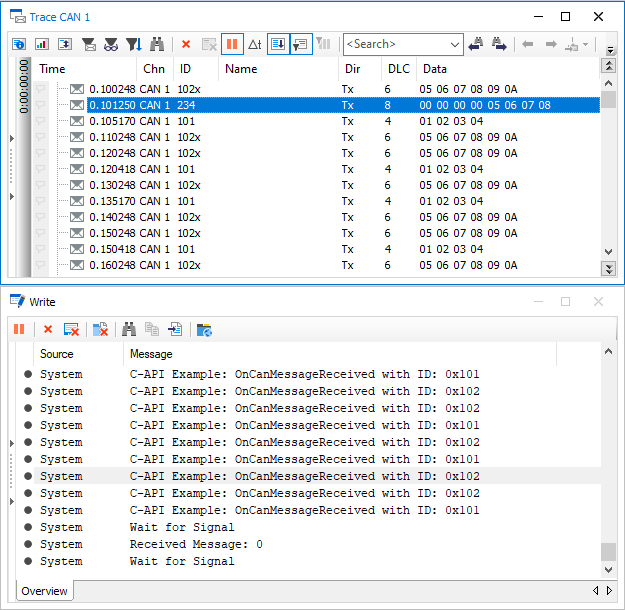 Trace CAN 1
Δt
<Search>
0:00:00:00
Time Chn ID Name Dir DLC Data
0.100248 CAN 1 102x Tx 6 05 06 07 08 09 0A
0.101250 CAN 1 234 Tx 8 00 00 00 00 05 06 07 08
0.105170 CAN 1 101 Tx 4 01 02 03 04
0.110248 CAN 1 102x Tx 6 05 06 07 08 09 0A
0.120248 CAN 1 102x Tx 6 05 06 07 08 09 0A
0.120418 CAN 1 101 Tx 4 01 02 03 04
0.130248 CAN 1 102x Tx 6 05 06 07 08 09 0A
0.135170 CAN 1 101 Tx 4 01 02 03 04
0.140248 CAN 1 102x Tx 6 05 06 07 08 09 0A
0.150248 CAN 1 102x Tx 6 05 06 07 08 09 0A
0.150418 CAN 1 101 Tx 4 01 02 03 04
0.160248 CAN 1 102x Tx 6 05 06 07 08 09 0A
Write
Source Message
System C-API Example: OnCanMessageReceived with ID: 0x101
System C-API Example: OnCanMessageReceived with ID: 0x102
System C-API Example: OnCanMessageReceived with ID: 0x102
System C-API Example: OnCanMessageReceived with ID: 0x101
System C-API Example: OnCanMessageReceived with ID: 0x102
System C-API Example: OnCanMessageReceived with ID: 0x101
System C-API Example: OnCanMessageReceived with ID: 0x102
System C-API Example: OnCanMessageReceived with ID: 0x102
System C-API Example: OnCanMessageReceived with ID: 0x101
System Wait for Signal
System Received Message: 0
System Wait for Signal
Overview